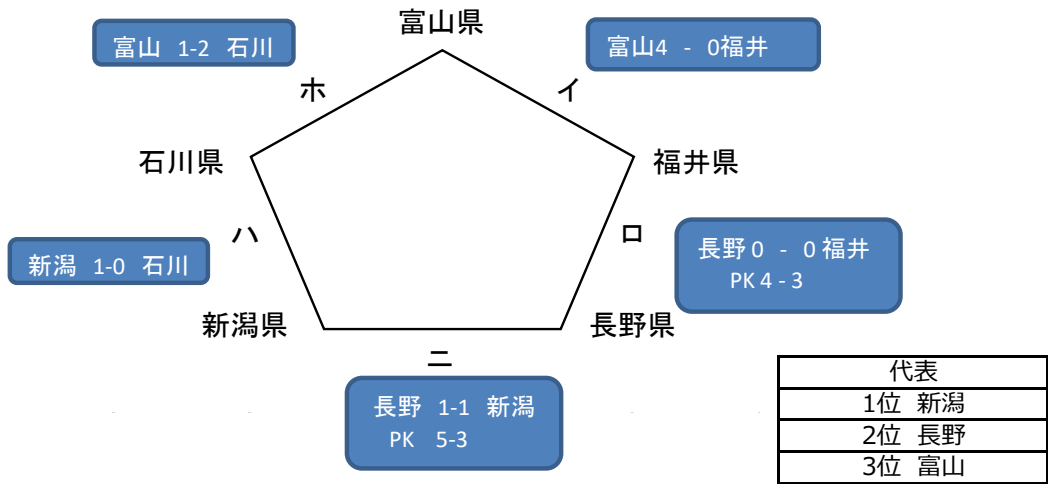 富山県
富山 1-2 石川
富山4 - 0福井
ホ
イ
石川県
福井県
ハ
ロ
新潟 1-0 石川
長野0 - 0福井
PK 4 - 3
新潟県
長野県
ニ
長野 1-1 新潟
PK 5-3
代表
1位 新潟
2位 長野
3位 富山